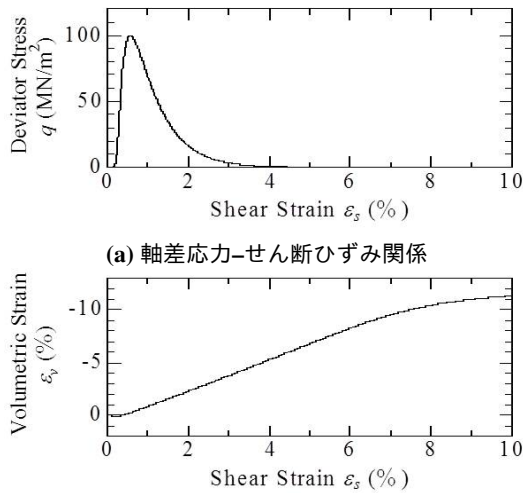 Deviator Stress
q (MN/m²)
100
50
0
0 2 4 6 8 10
Shear Strain εs (%)
(a) 軸差応力–せん断ひずみ関係
Volumetric Strain
εv (%)
-10
-5
0
0 2 4 6 8 10
Shear Strain εs (%)